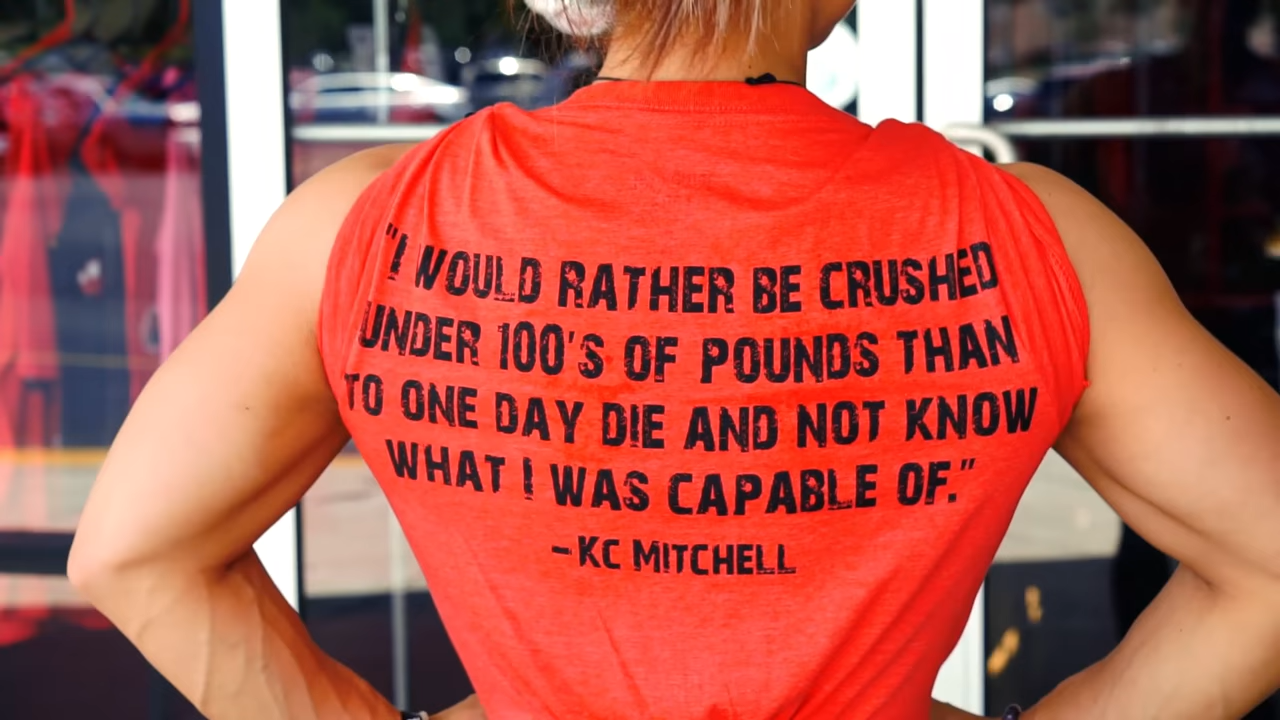 "I WOULD RATHER BE CRUSHED
UNDER 100'S OF POUNDS THAN
TO ONE DAY DIE AND NOT KNOW
WHAT I WAS CAPABLE OF."
-KC MITCHELL